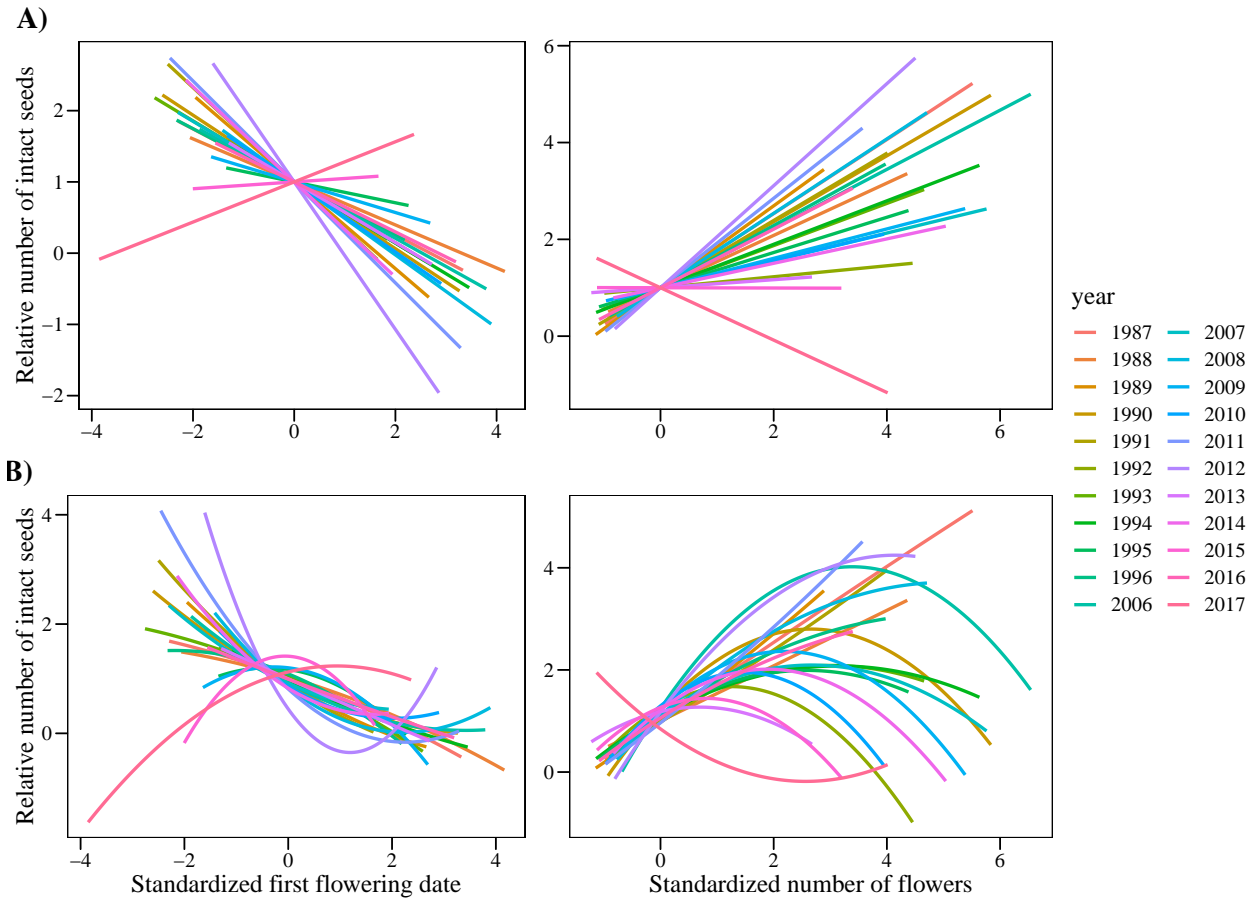 A)
Relative number of intact seeds
2
1
0
−1
−2
−4 −2 0 2 4
6
4
2
0
0 2 4 6
B)
Relative number of intact seeds
4
2
0
−4 −2 0 2 4
Standardized first flowering date
4
2
0
0 2 4 6
Standardized number of flowers
year
1987 2007
1988 2008
1989 2009
1990 2010
1991 2011
1992 2012
1993 2013
1994 2014
1995 2015
1996 2016
2006 2017